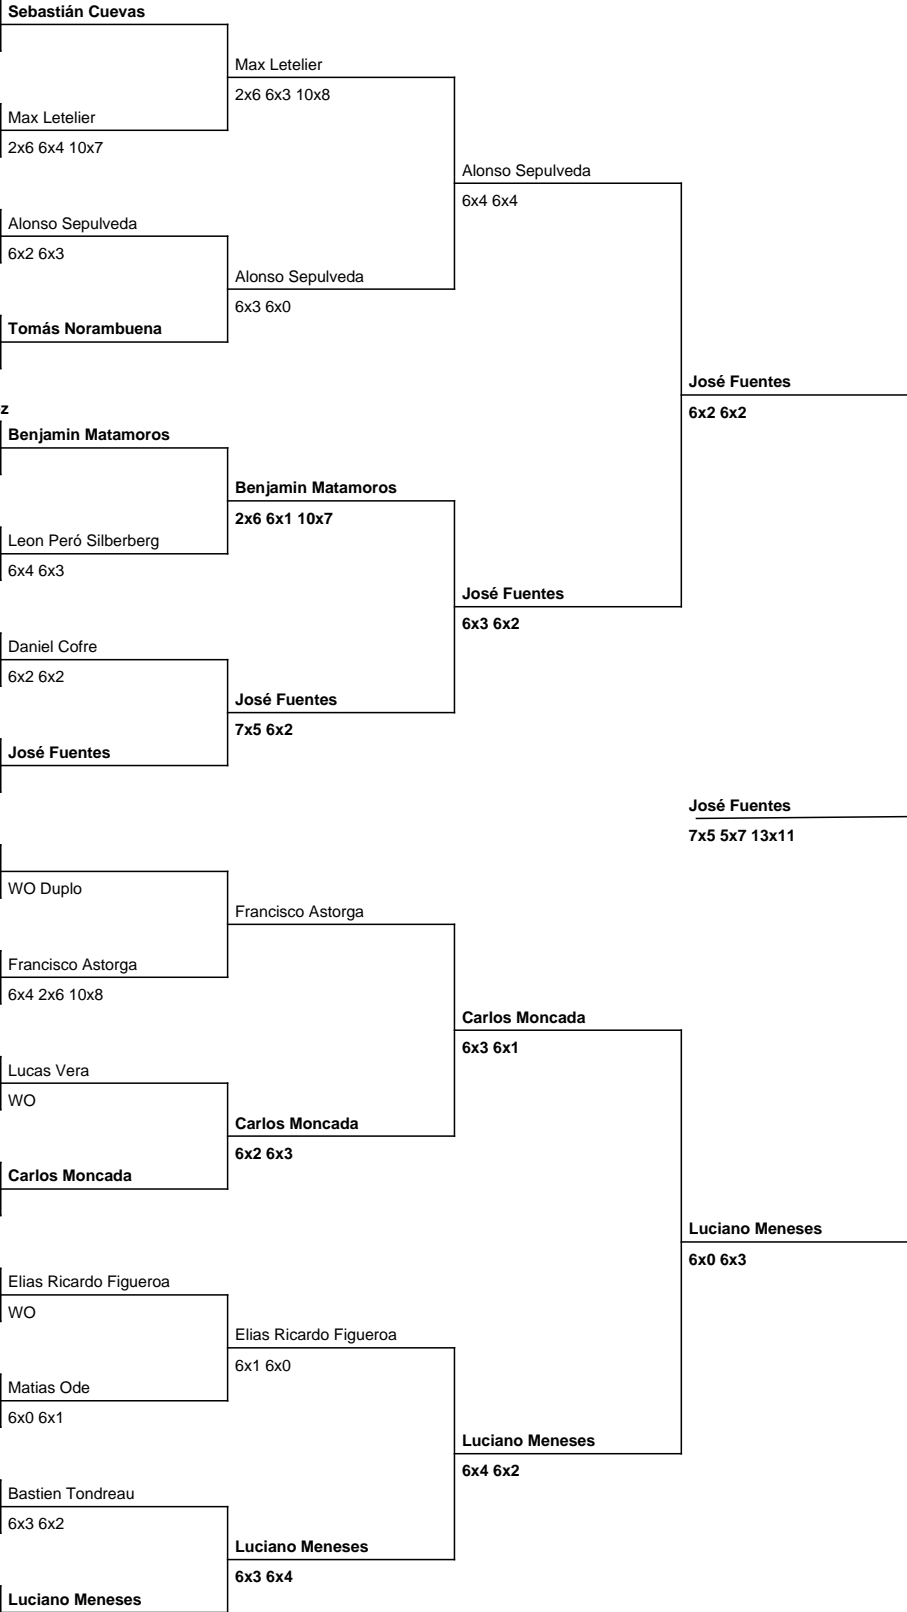 Sebastián Cuevas
Max Letelier
2x6 6x3 10x8
Max Letelier
2x6 6x4 10x7
Alonso Sepulveda
6x4 6x4
Alonso Sepulveda
6x2 6x3
Alonso Sepulveda
6x3 6x0
Tomás Norambuena
José Fuentes
6x2 6x2
z
Benjamin Matamoros
Benjamin Matamoros
2x6 6x1 10x7
Leon Peró Silberberg
6x4 6x3
José Fuentes
6x3 6x2
Daniel Cofre
6x2 6x2
José Fuentes
7x5 6x2
José Fuentes
José Fuentes
7x5 5x7 13x11
WO Duplo
Francisco Astorga
Francisco Astorga
6x4 2x6 10x8
Carlos Moncada
6x3 6x1
Lucas Vera
WO
Carlos Moncada
6x2 6x3
Carlos Moncada
Luciano Meneses
6x0 6x3
Elias Ricardo Figueroa
WO
Elias Ricardo Figueroa
6x1 6x0
Matias Ode
6x0 6x1
Luciano Meneses
6x4 6x2
Bastien Tondreau
6x3 6x2
Luciano Meneses
6x3 6x4
Luciano Meneses